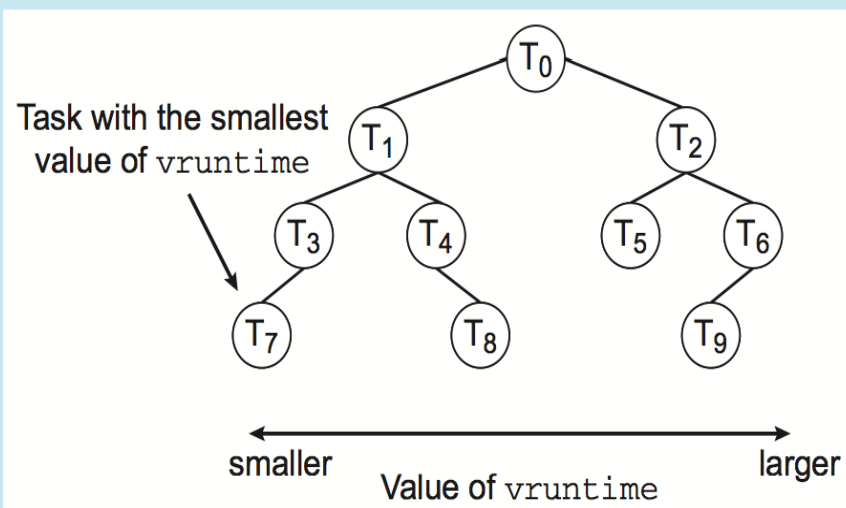 T₀
Task with the smallest
value of vruntime
T₁
T₂
T₃
T₄
T₅
T₆
T₇
T₈
T₉
smaller
larger
Value of vruntime